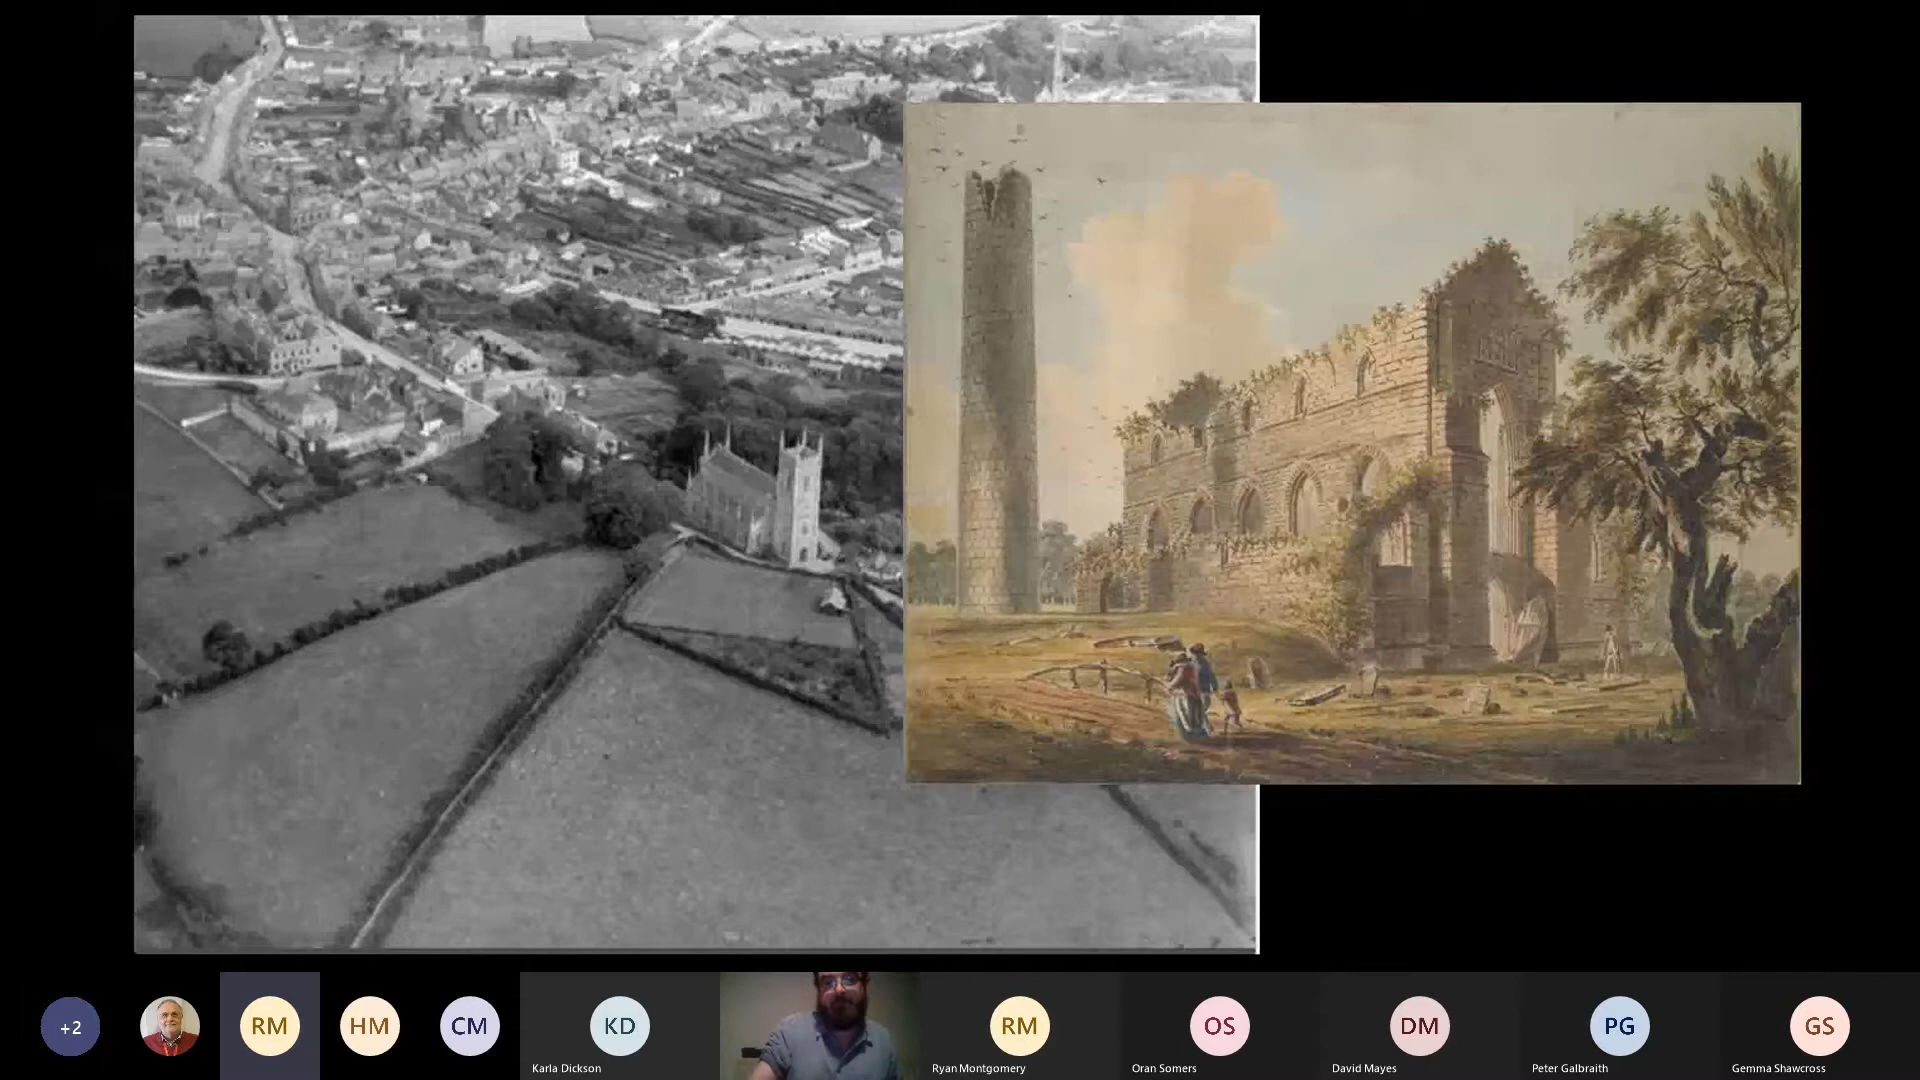 +2
RM
HM
CM
KD
Karla Dickson
RM
Ryan Montgomery
OS
Oran Somers
DM
David Mayes
PG
Peter Galbraith
GS
Gemma Shawcross